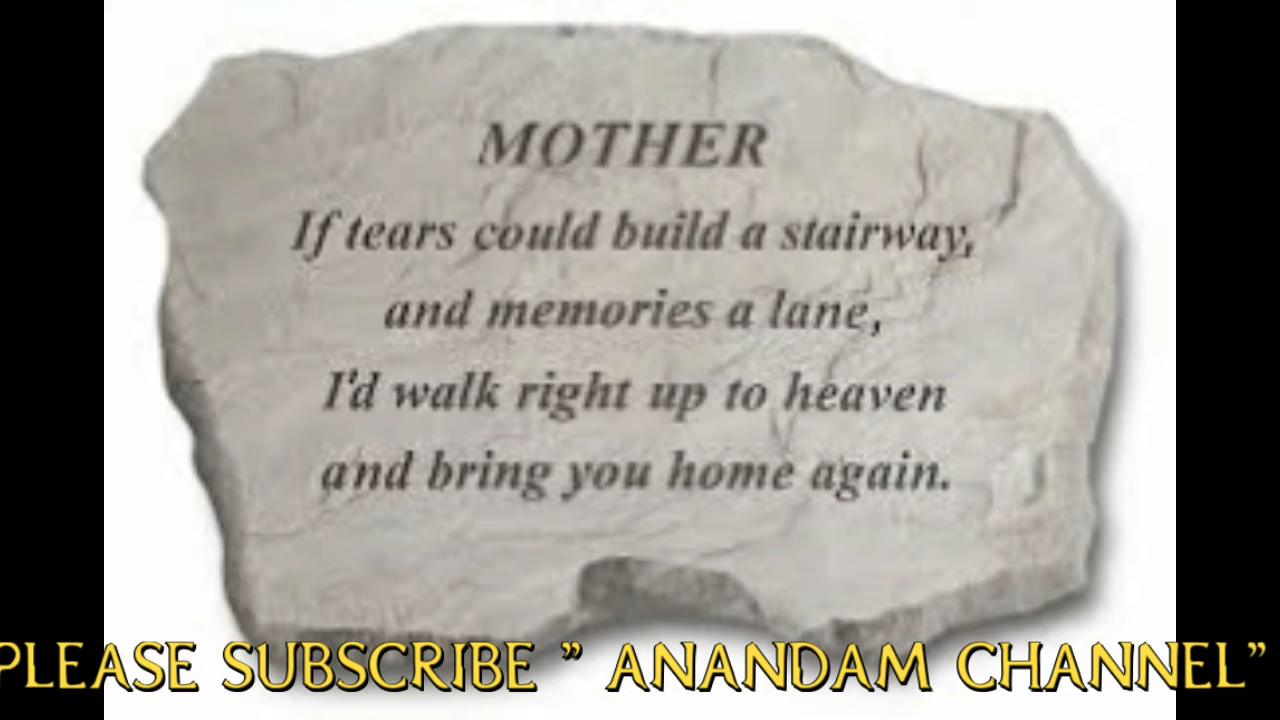 MOTHER
If tears could build a stairway,
and memories a lane,
I'd walk right up to heaven
and bring you home again.
PLEASE SUBSCRIBE ” ANANDAM CHANNEL”